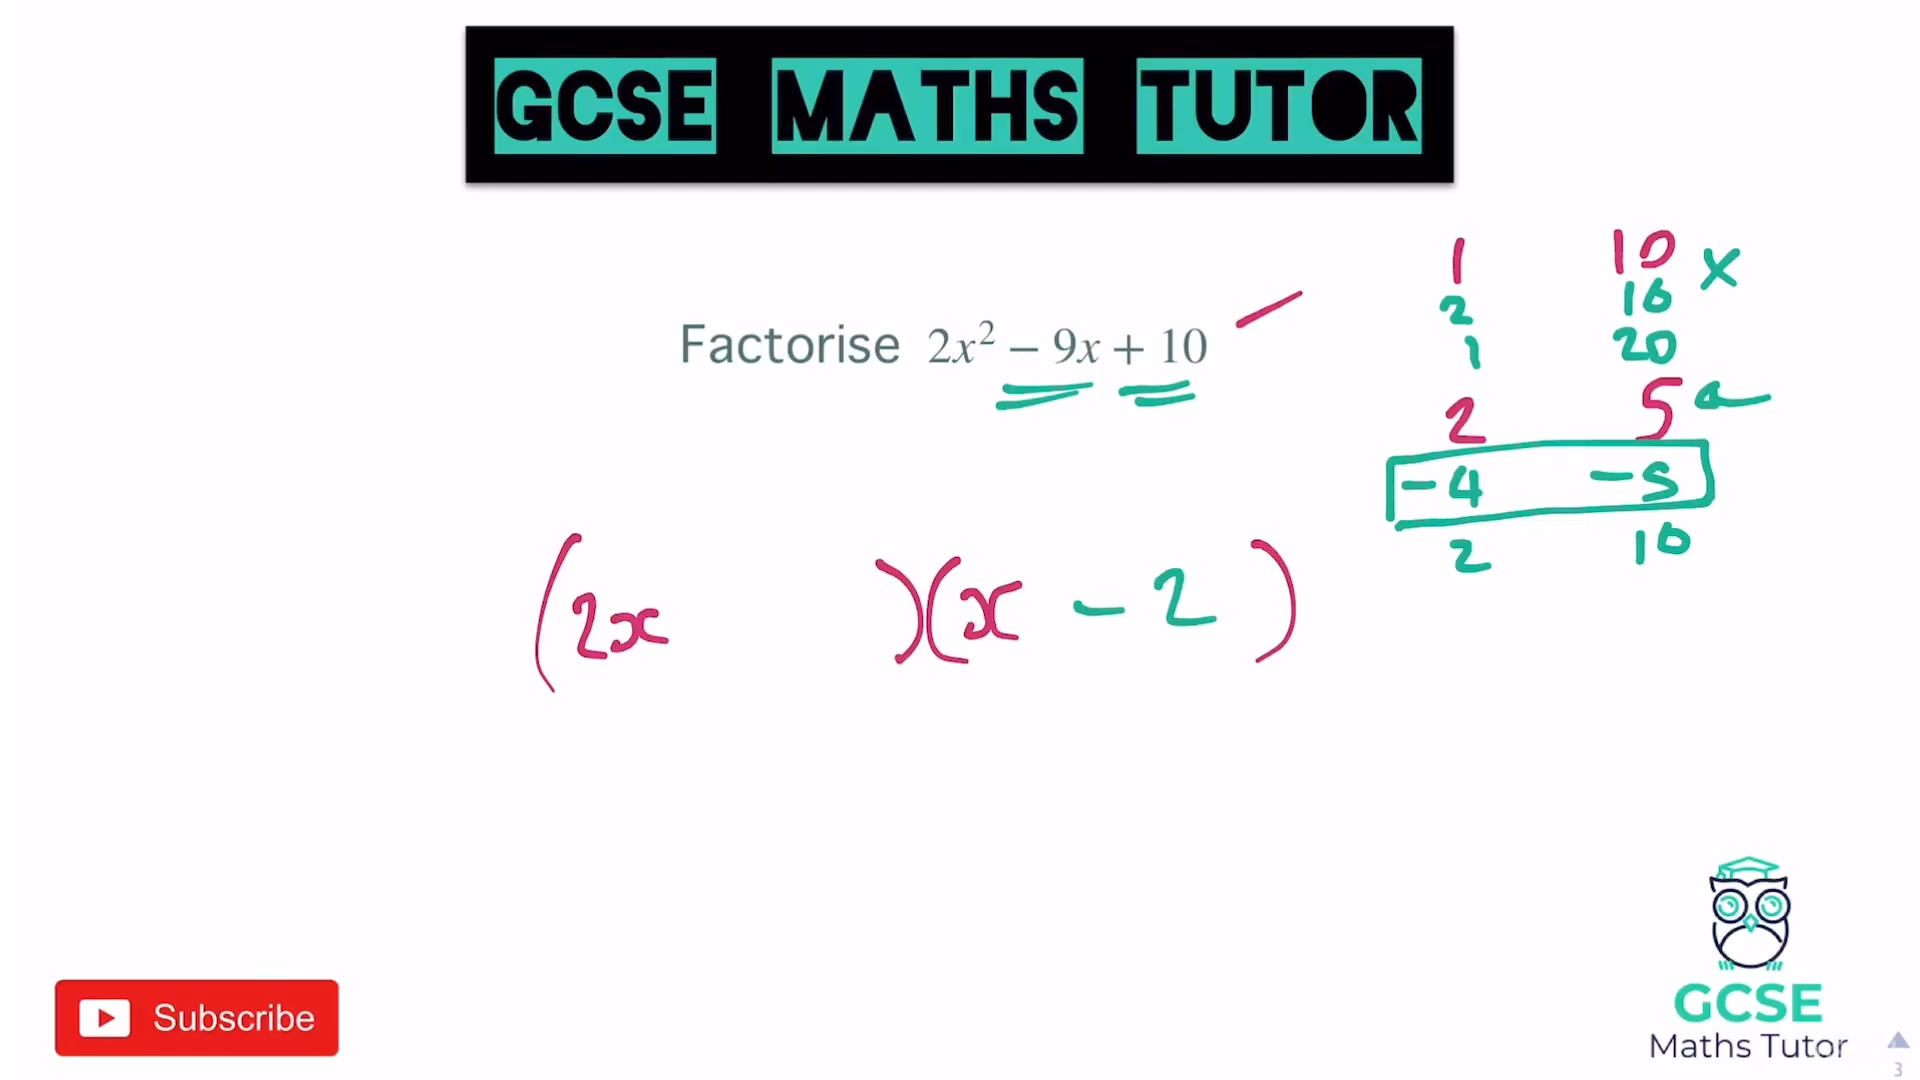 GCSE MATHS TUTOR
1 10 x
2 10
1 20
Factorise 2x² − 9x + 10
2 5
-4 -5
2 10
(2x )(x - 2 )
Subscribe
GCSE
Maths Tutor
3